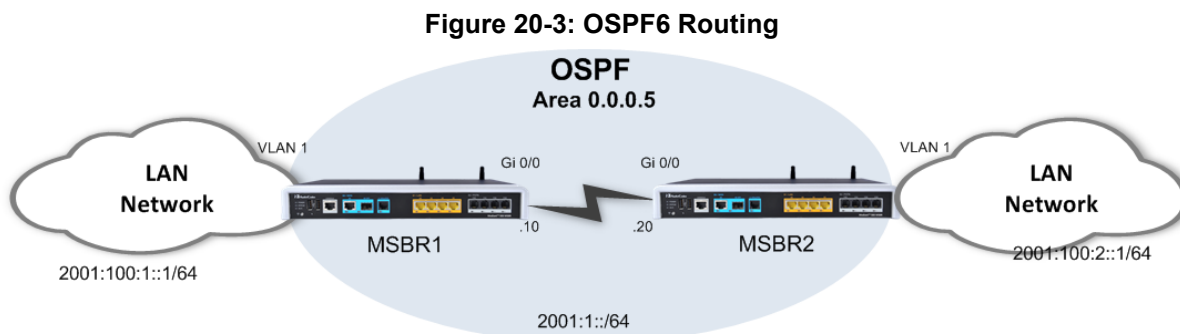 Figure 20-3: OSPF6 Routing
OSPF
Area 0.0.0.5
VLAN 1
LAN
Network
2001:100:1::1/64
Gi 0/0
.10
MSBR1
Gi 0/0
.20
MSBR2
VLAN 1
LAN
Network
2001:100:2::1/64
2001:1::/64